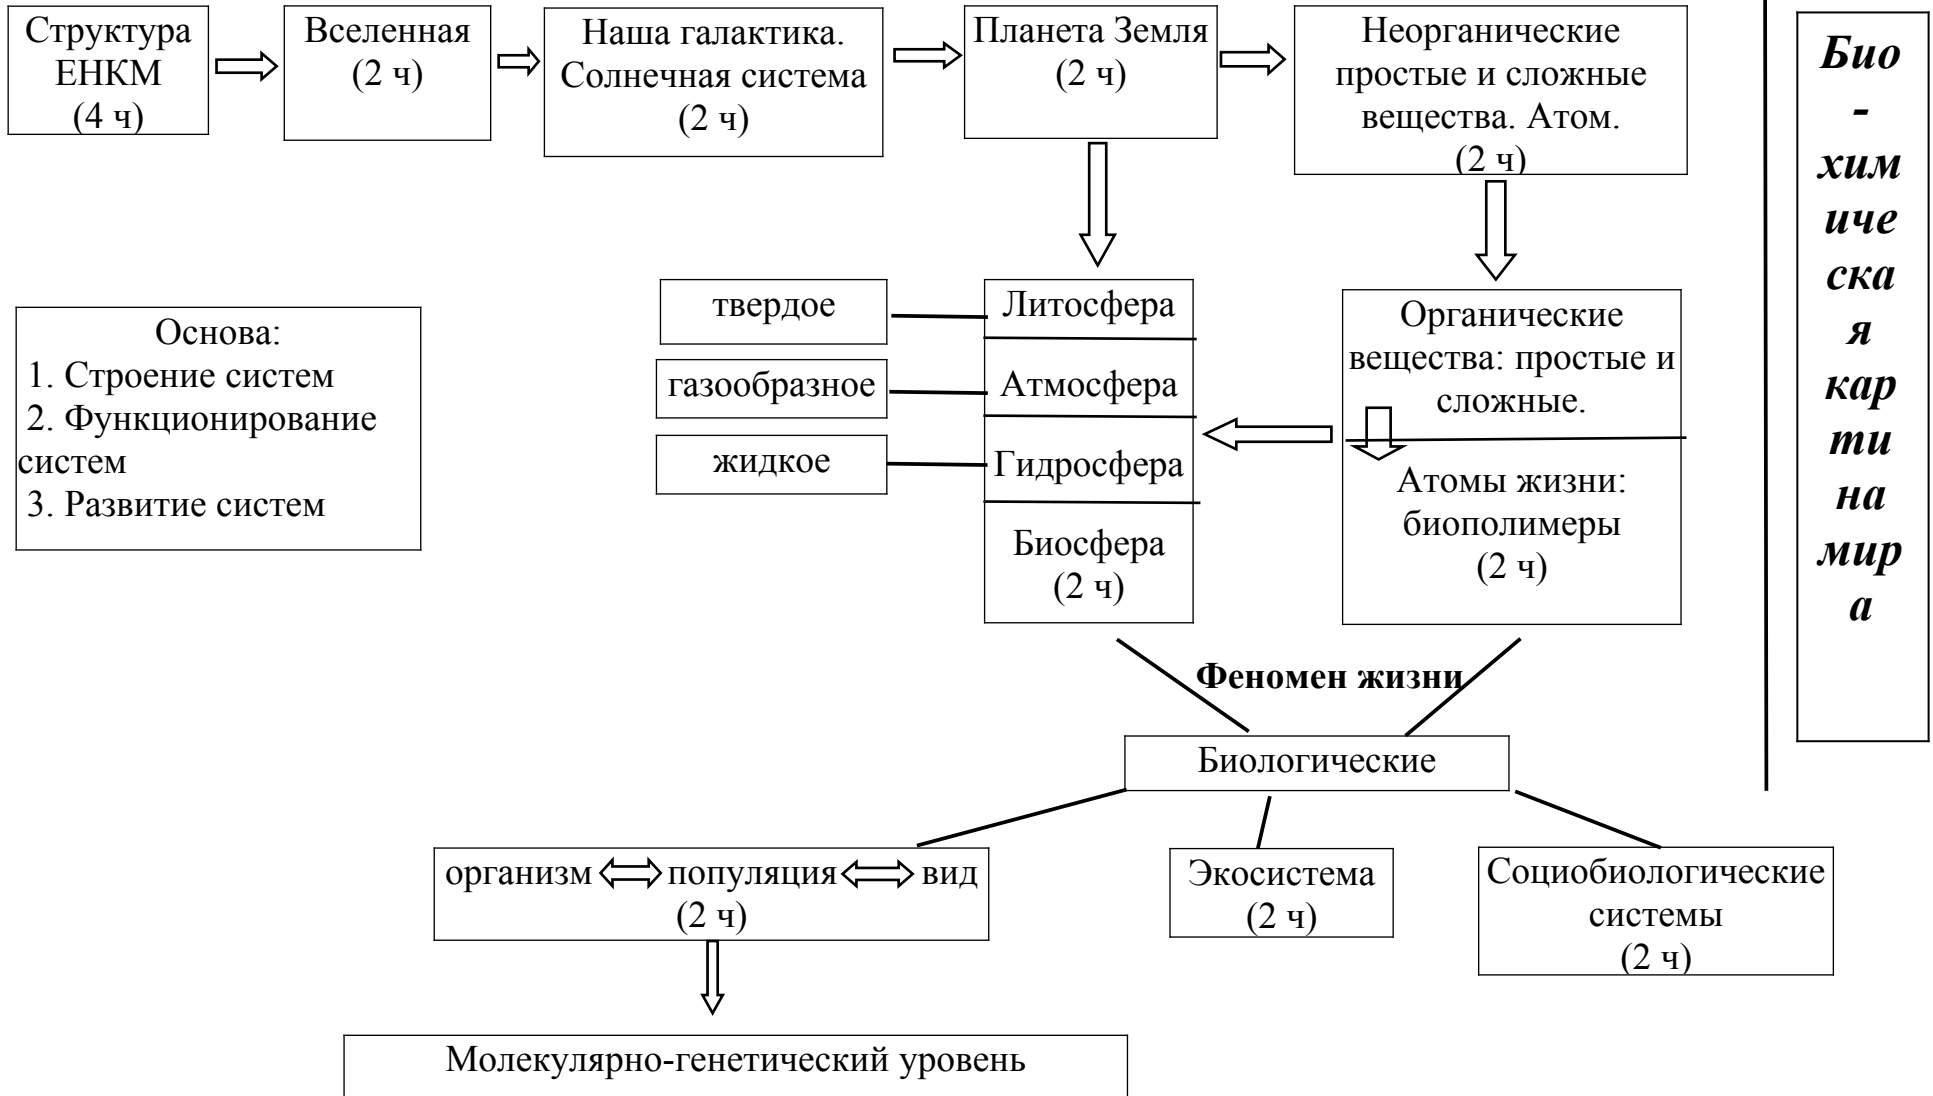 Структура
ЕНКМ
(4 ч)
Вселенная
(2 ч)
Наша галактика.
Солнечная система
(2 ч)
Планета Земля
(2 ч)
Неорганические
простые и сложные
вещества. Атом.
(2 ч)
Био
-
хим
иче
ска
я
кар
ти
на
мир
а
Основа:
1. Строение систем
2. Функционирование
систем
3. Развитие систем
твердое
газообразное
жидкое
Литосфера
Атмосфера
Гидросфера
Биосфера
(2 ч)
Органические
вещества: простые и
сложные.
Атомы жизни:
биополимеры
(2 ч)
Феномен жизни
Биологические
организм популяция вид
(2 ч)
Экосистема
(2 ч)
Социобиологические
системы
(2 ч)
Молекулярно-генетический уровень